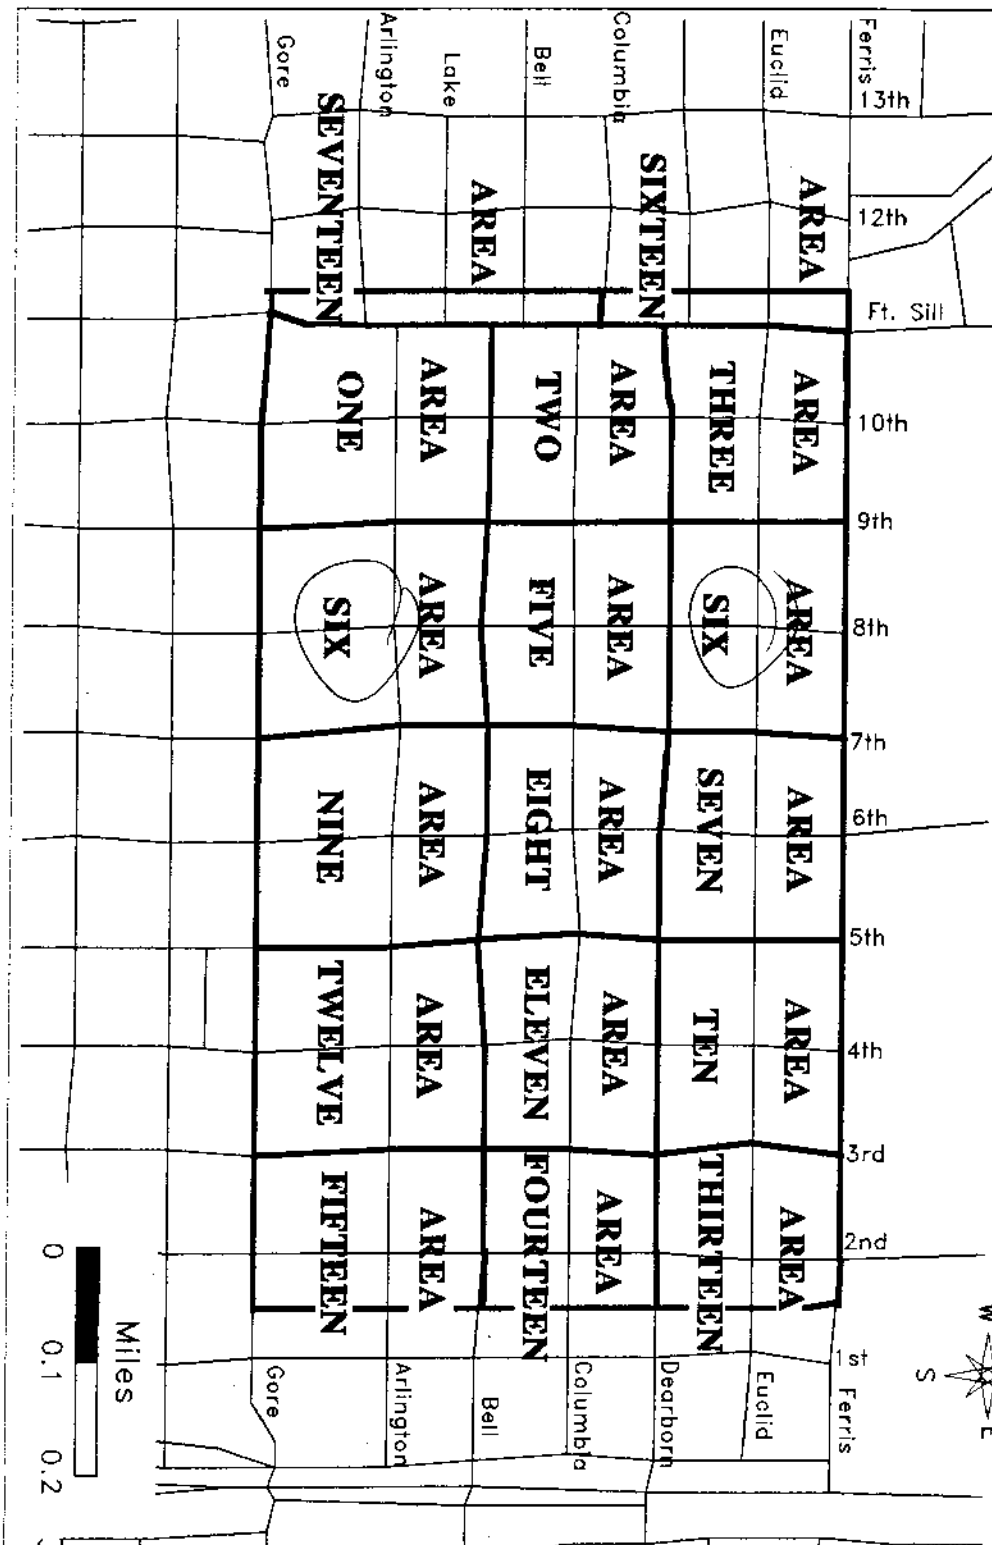 Ferris
13th
12th
Ft. Sill
10th
9th
8th
7th
6th
5th
4th
3rd
2nd
1st
Ferris
Euclid
Columbia
Bell
Lake
Arlington
Gore
AREA
SIXTEEN
AREA
SEVENTEEN
AREA
THREE
AREA
TWO
AREA
ONE
AREA
SIX
AREA
FIVE
AREA
SIX
AREA
SEVEN
AREA
EIGHT
AREA
NINE
AREA
TEN
AREA
ELEVEN
AREA
TWELVE
AREA
THIRTEEN
AREA
FOURTEEN
AREA
FIFTEEN
Euclid
Dearborn
Columbia
Bell
Arlington
Gore
W
S
E
Miles
0 0.1 0.2